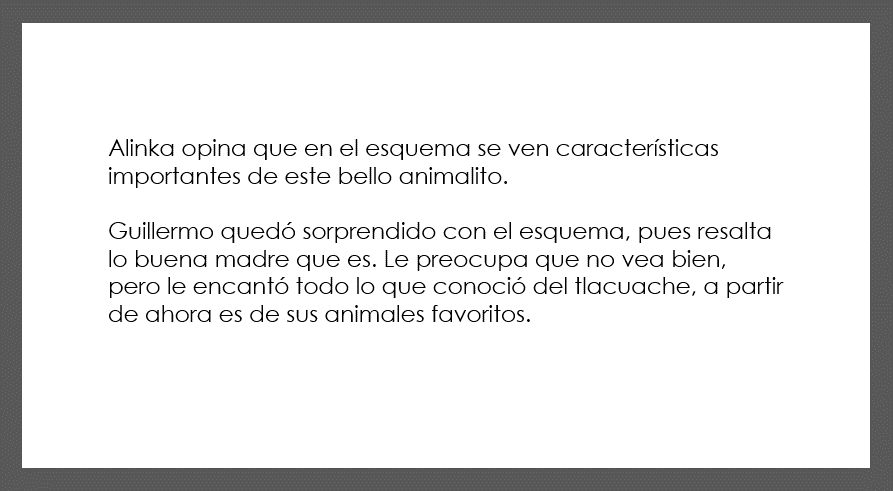 Alinka opina que en el esquema se ven características
importantes de este bello animalito.
Guillermo quedó sorprendido con el esquema, pues resalta
lo buena madre que es. Le preocupa que no vea bien,
pero le encantó todo lo que conoció del tlacuache, a partir
de ahora es de sus animales favoritos.